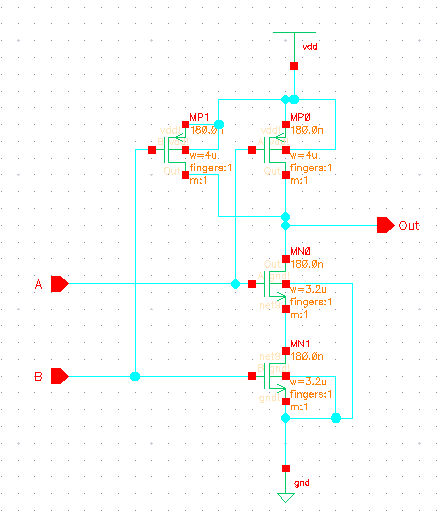 vdd
MP1
180.0n
w=4u
fingers:1
m:1
MP0
180.0n
w=4u
fingers:1
m:1
Out
MN0
180.0n
w=3.2u
fingers:1
m:1
A
MN1
180.0n
w=3.2u
fingers:1
m:1
B
gnd